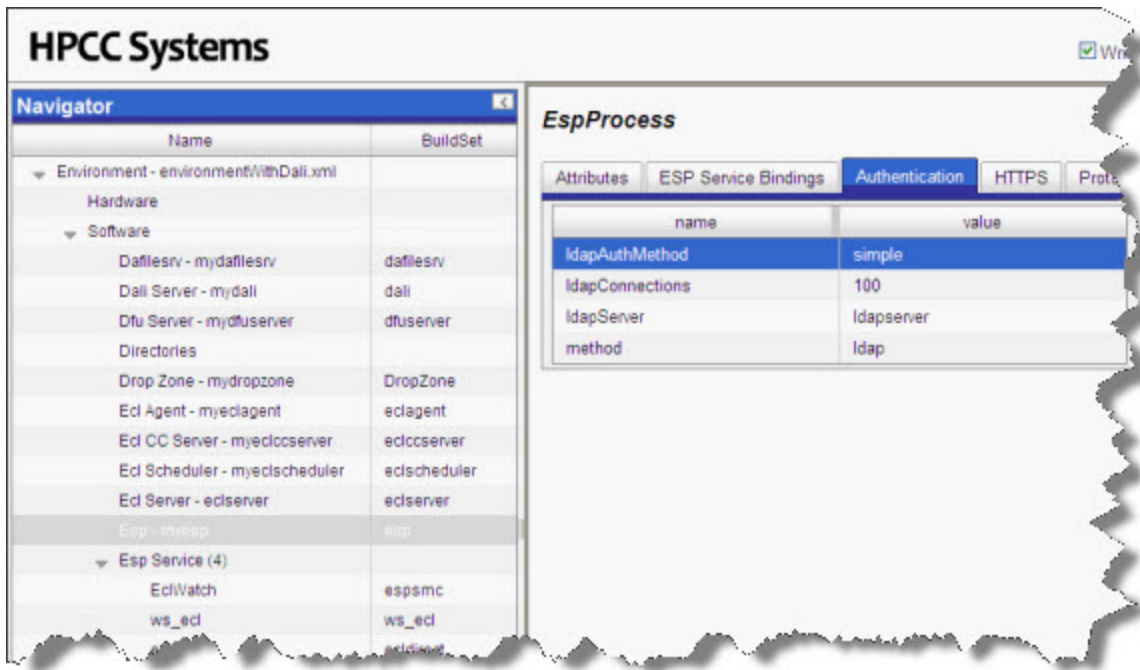 HPCC Systems
Navigator
Name BuildSet
Environment - environmentWithDali.xml
Hardware
Software
Dafilesrv - mydafilesrv dafilesrv
Dali Server - mydali dali
Dfu Server - mydfuserver dfuserver
Directories
Drop Zone - mydropzone DropZone
Ecl Agent - myeclagent eclagent
Ecl CC Server - myeclccserver eclccserver
Ecl Scheduler - myeclscheduler eclscheduler
Ecl Server - eclserver eclserver
Esp - myesp esp
Esp Service (4)
EclWatch espsmc
ws_ecl ws_ecl
EspProcess
Attributes ESP Service Bindings Authentication HTTPS
name value
ldapAuthMethod simple
ldapConnections 100
ldapServer ldapserver
method ldap